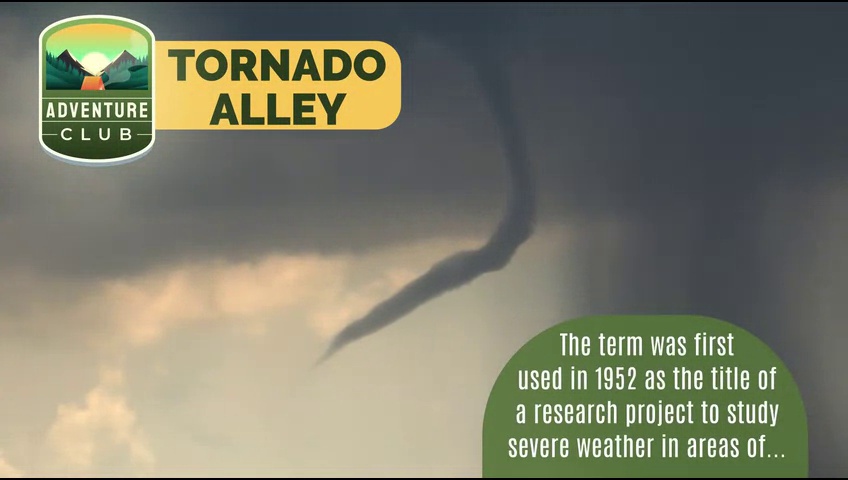 ADVENTURE
CLUB
TORNADO
ALLEY
The term was first
used in 1952 as the title of
a research project to study
severe weather in areas of...